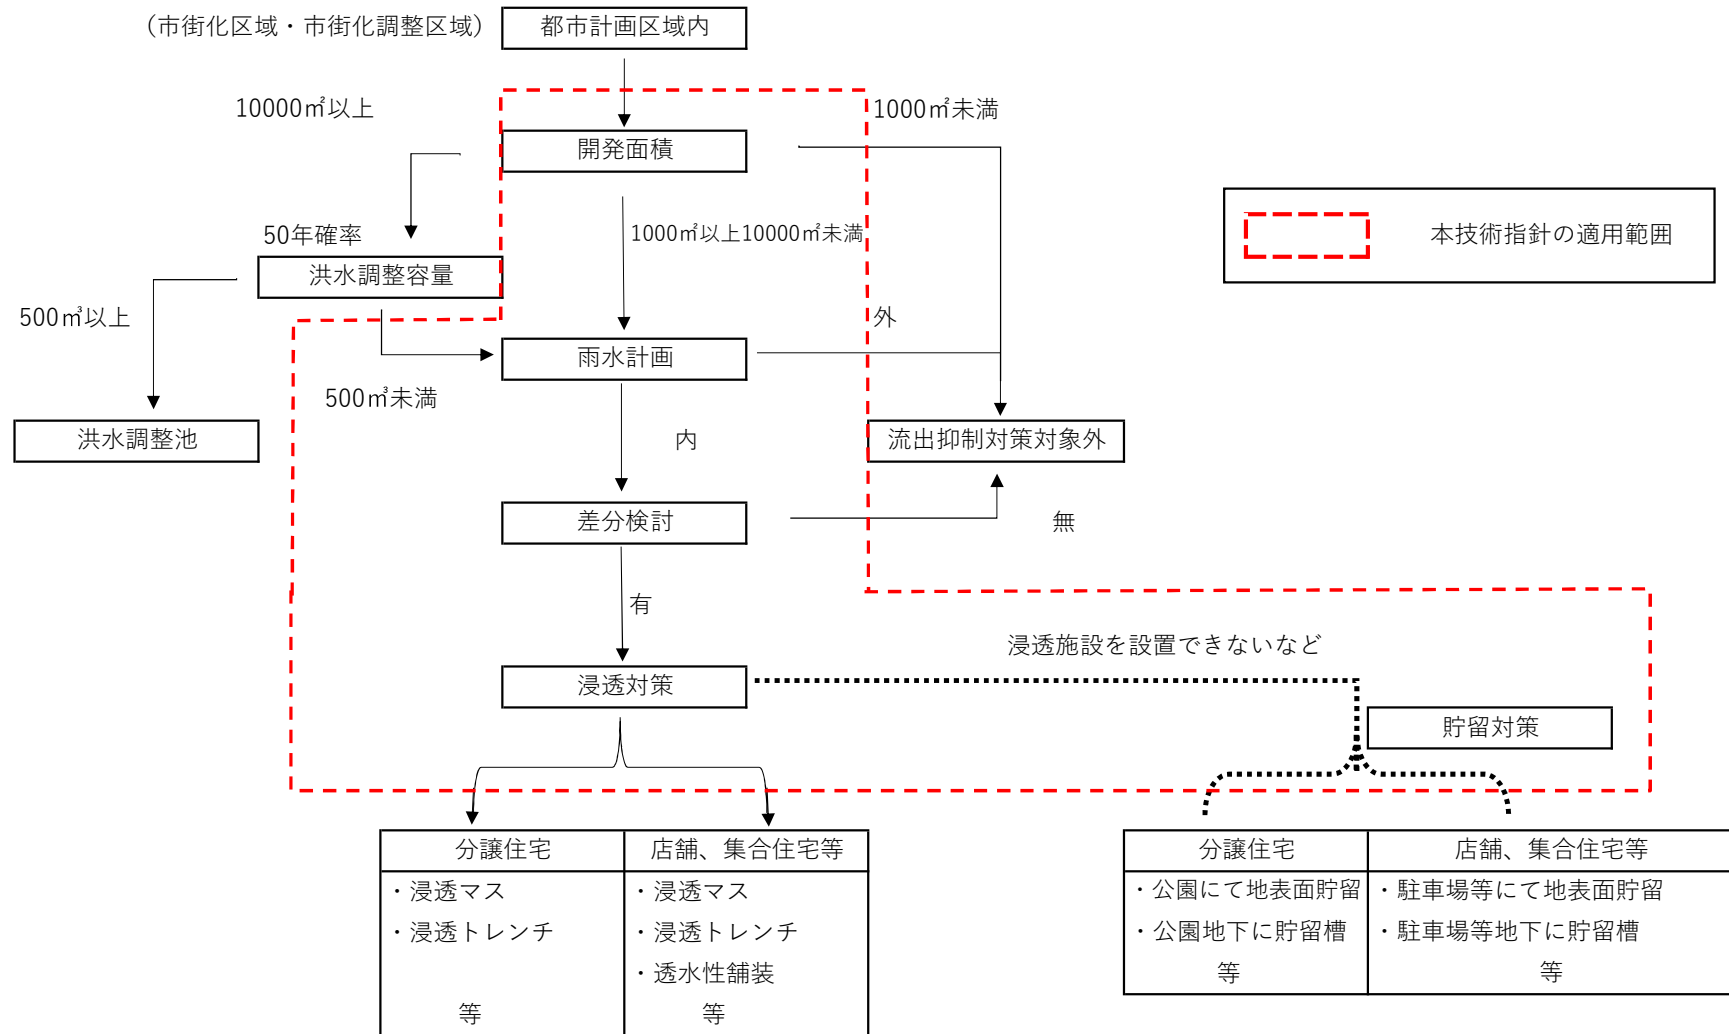 （市街化区域・市街化調整区域）
都市計画区域内
10000㎡以上
1000㎡未満
開発面積
本技術指針の適用範囲
50年確率
1000㎡以上10000㎡未満
洪水調整容量
500㎥以上
外
雨水計画
500㎥未満
洪水調整池
内
流出抑制対策対象外
差分検討
無
有
浸透施設を設置できないなど
浸透対策
貯留対策
分譲住宅
店舗、集合住宅等
・浸透マス
・浸透トレンチ
等
・浸透マス
・浸透トレンチ
・透水性舗装
等
分譲住宅
店舗、集合住宅等
・公園にて地表面貯留
・公園地下に貯留槽
等
・駐車場等にて地表面貯留
・駐車場等地下に貯留槽
等